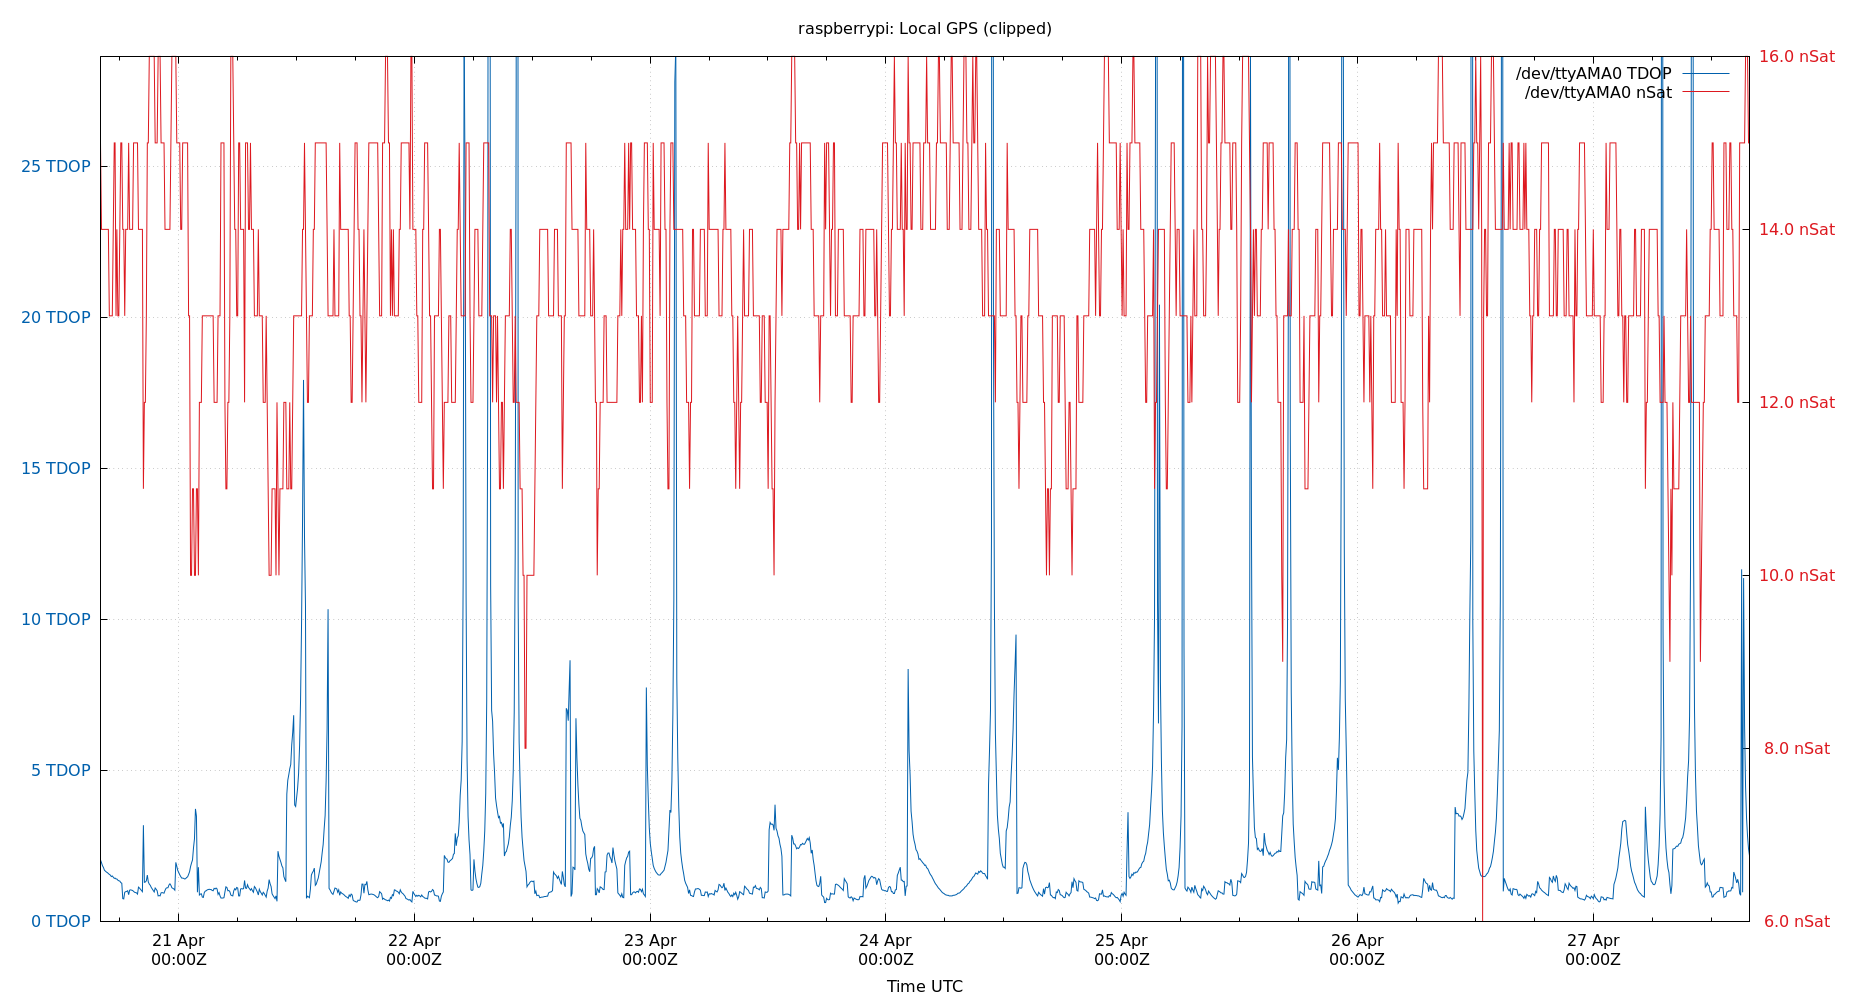 raspberrypi: Local GPS (clipped)
/dev/ttyAMA0 TDOP
/dev/ttyAMA0 nSat
25 TDOP
20 TDOP
15 TDOP
10 TDOP
5 TDOP
0 TDOP
16.0 nSat
14.0 nSat
12.0 nSat
10.0 nSat
8.0 nSat
6.0 nSat
21 Apr
00:00Z
22 Apr
00:00Z
23 Apr
00:00Z
24 Apr
00:00Z
25 Apr
00:00Z
26 Apr
00:00Z
27 Apr
00:00Z
Time UTC